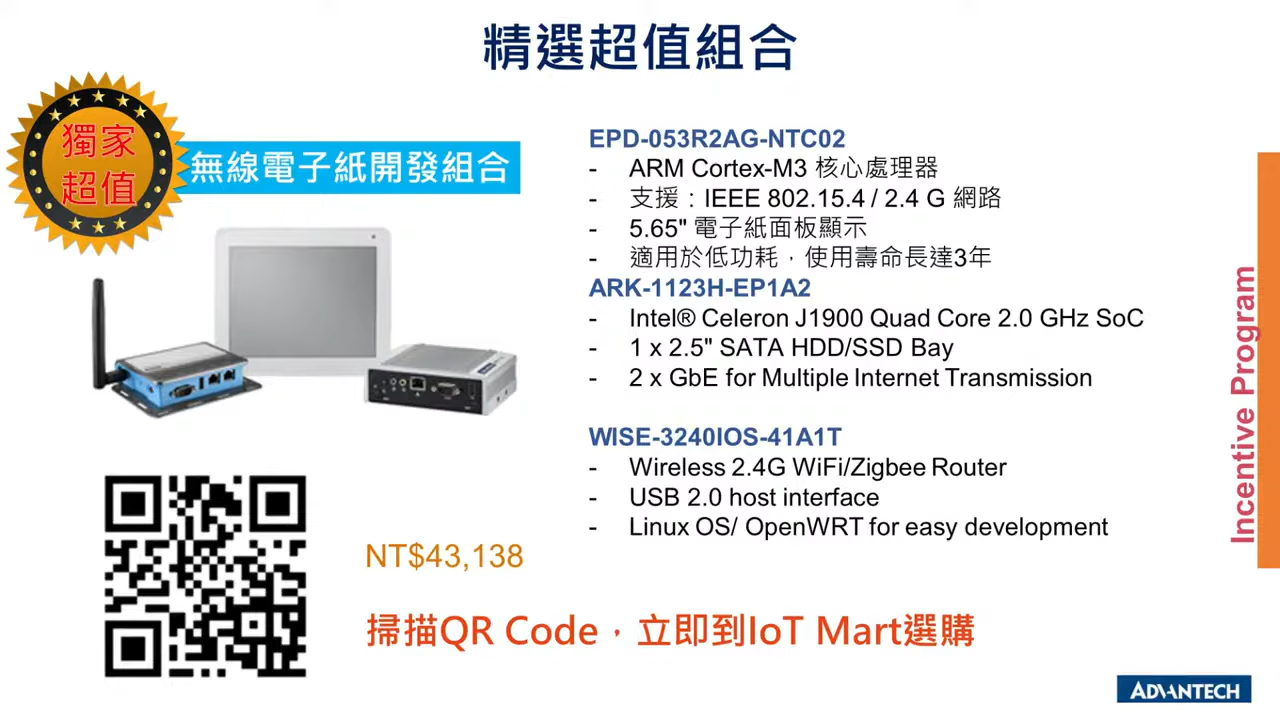 精選超值組合
獨家
超值
無線電子紙開發組合
EPD-053R2AG-NTC02
- ARM Cortex-M3 核心處理器
- 支援：IEEE 802.15.4 / 2.4 G 網路
- 5.65" 電子紙面板顯示
- 適用於低功耗，使用壽命長達3年
ARK-1123H-EP1A2
- Intel® Celeron J1900 Quad Core 2.0 GHz SoC
- 1 x 2.5" SATA HDD/SSD Bay
- 2 x GbE for Multiple Internet Transmission
WISE-3240IOS-41A1T
- Wireless 2.4G WiFi/Zigbee Router
- USB 2.0 host interface
- Linux OS/ OpenWRT for easy development
NT$43,138
掃描QR Code，立即到IoT Mart選購
Incentive Program
ADVANTECH